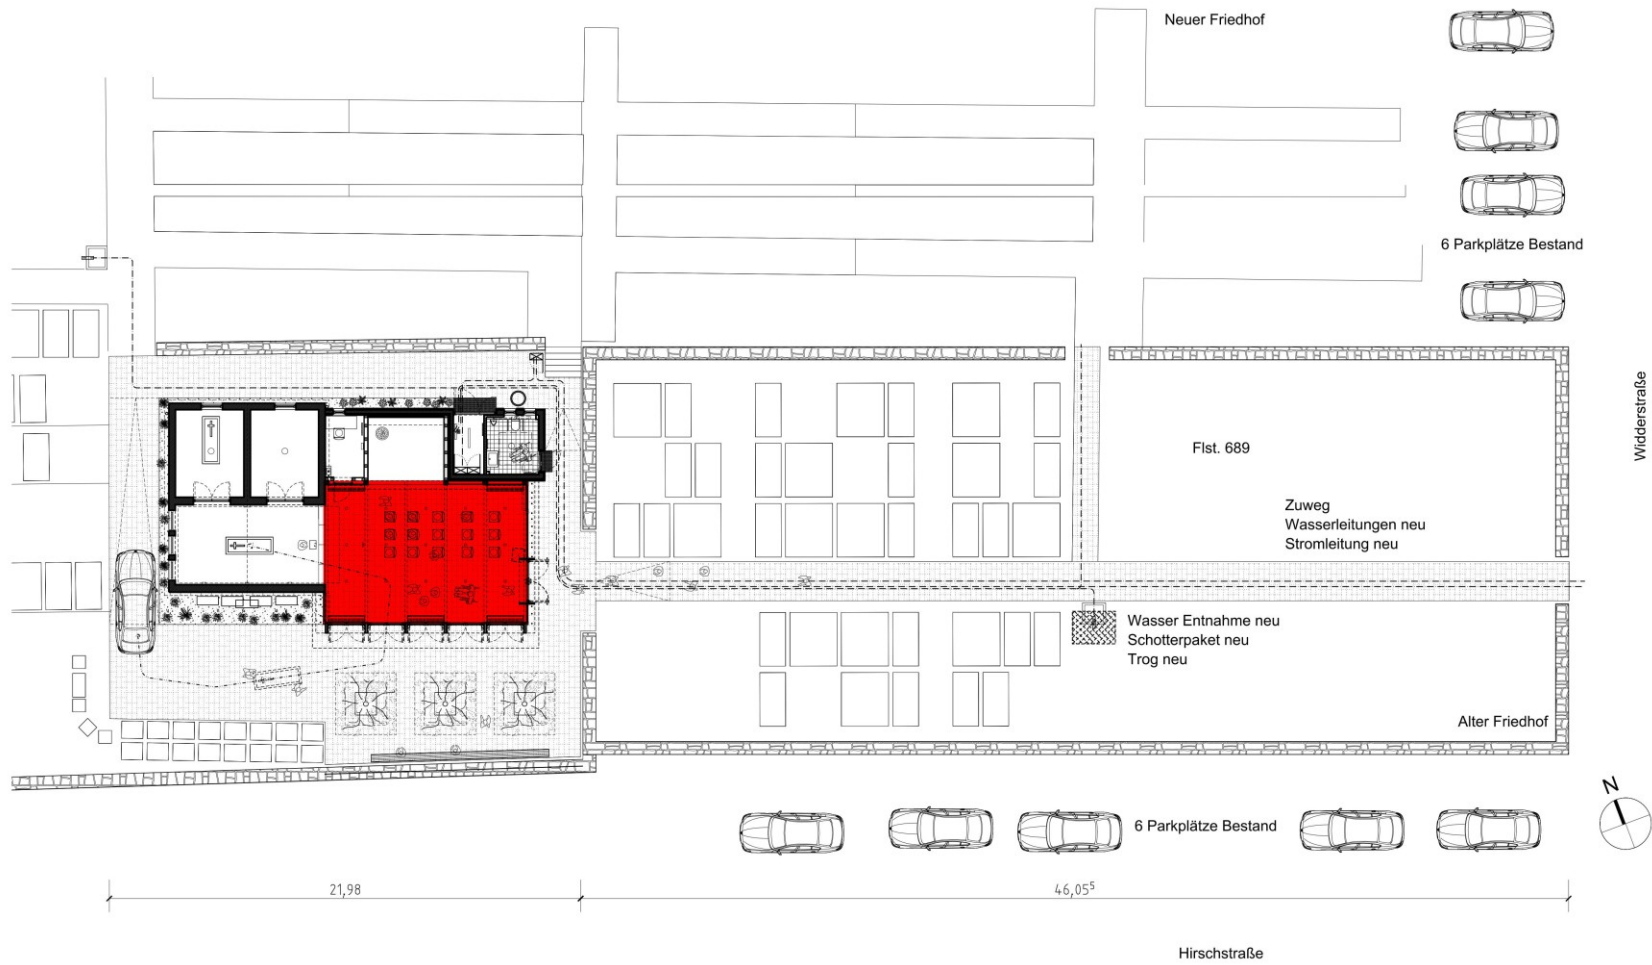 Neuer Friedhof
6 Parkplätze Bestand
Widderstraße
Flst. 689
Zuweg
Wasserleitungen neu
Stromleitung neu
Wasser Entnahme neu
Schotterpaket neu
Trog neu
Alter Friedhof
N
6 Parkplätze Bestand
21,98
46,05⁵
Hirschstraße